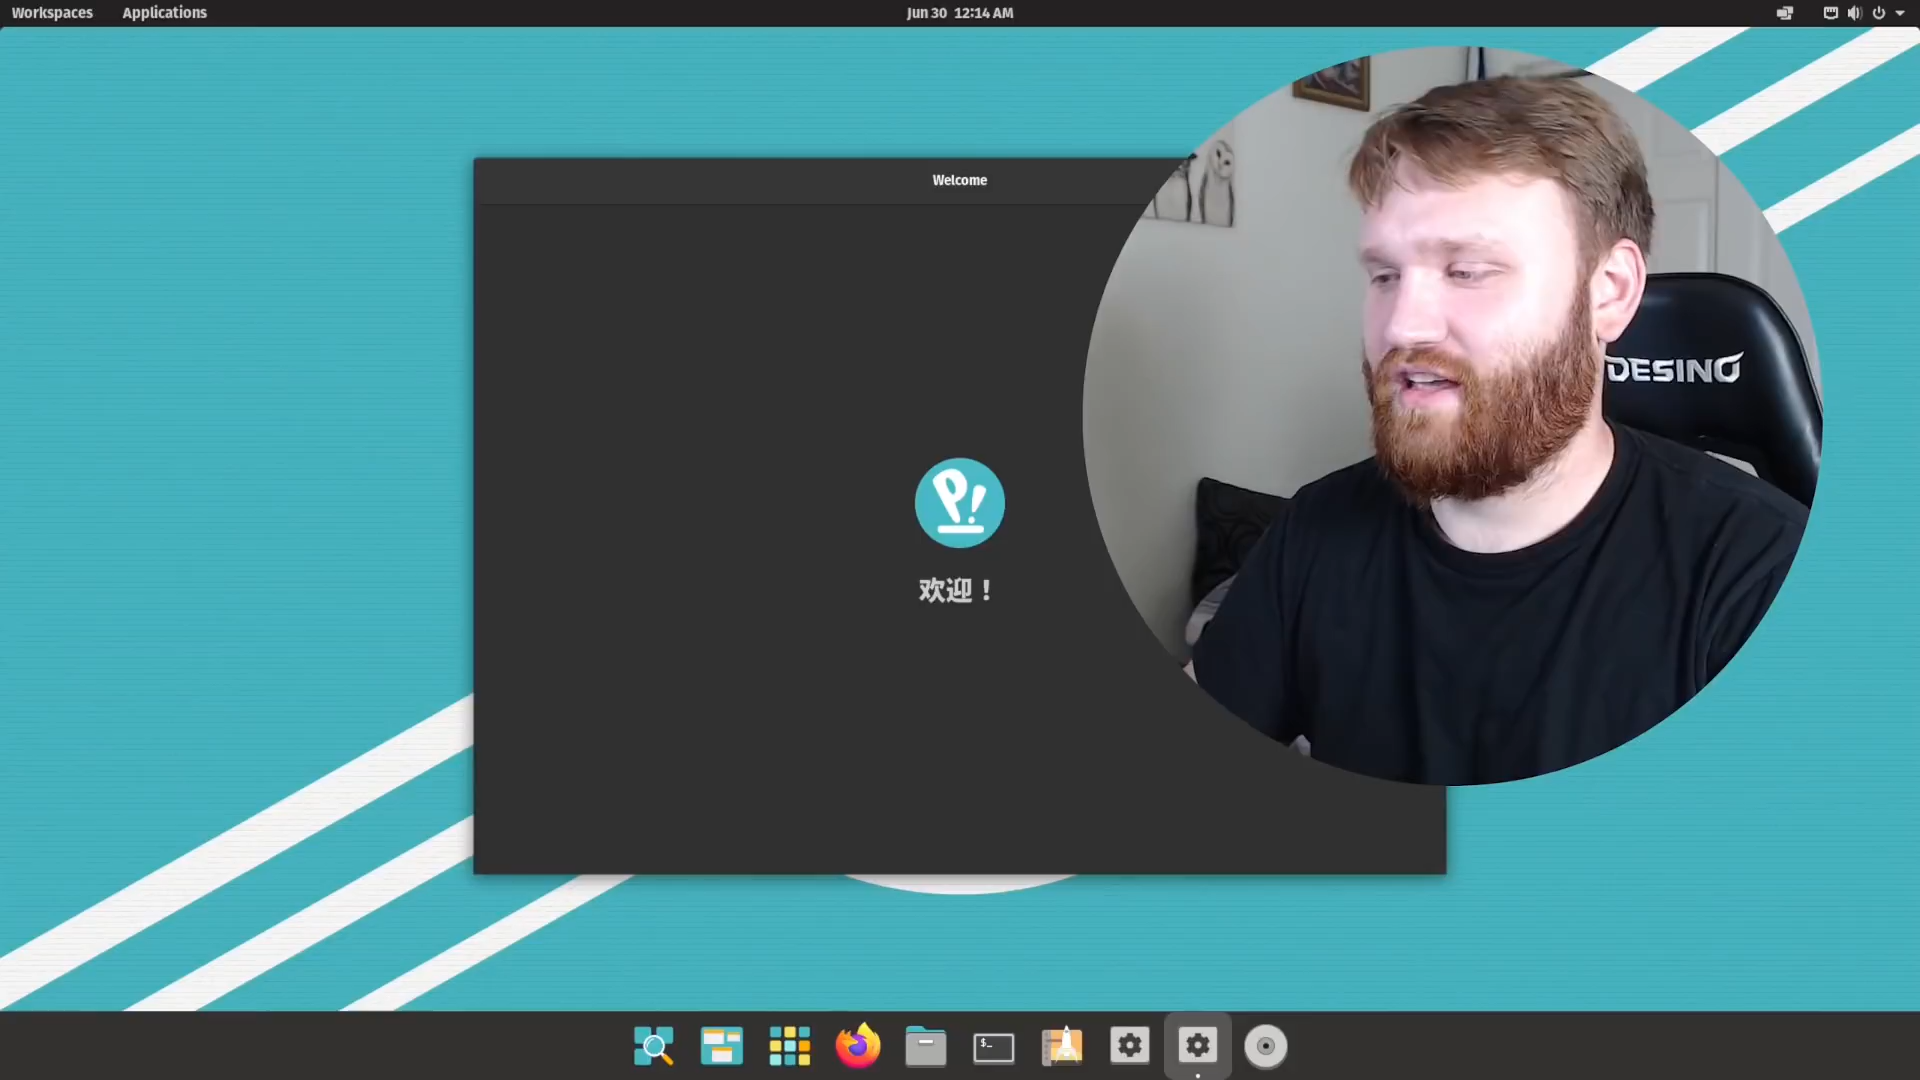 Workspaces Applications Jun 30 12:14 AM
Welcome
DESINO
P!
欢迎！
$_